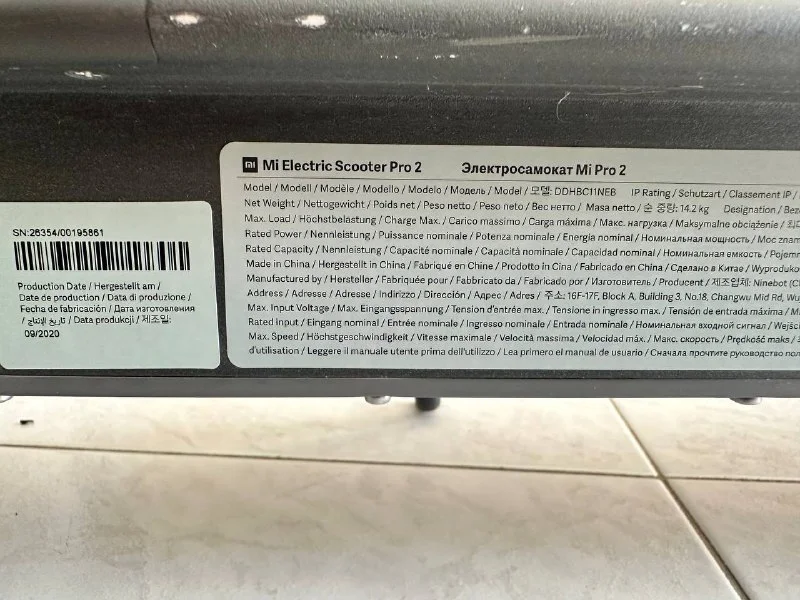 SN:26354/00195861
Production Date / Hergestellt am /
Date de production / Data di produzione /
Fecha de fabricación / Дата изготовления
/ تاريخ الإنتاج / Data produkcji / 제조일:
09/2020
mi Mi Electric Scooter Pro 2 Электросамокат Mi Pro 2
Model / Modell / Modèle / Modello / Modelo / Модель / Model / 모델: DDHBC11NEB IP Rating / Schutzart / Classement IP /
Net Weight / Nettogewicht / Poids net / Peso netto / Peso neto / Вес нетто / Masa netto / 순 중량: 14.2 kg Designation /
Max. Load / Höchstbelastung / Charge Max. / Carico massimo / Carga máxima / Макс. нагрузка / Maksymalne obciążenie /
Rated Power / Nennleistung / Puissance nominale / Potenza nominale / Energía nominal / Номинальная мощность / Moc
Rated Capacity / Nennleistung / Capacité nominale / Capacità nominale / Capacidad nominal / Номинальная емкость /
Made in China / Hergestellt in China / Fabriqué en Chine / Prodotto in Cina / Fabricado en China / Сделано в Китае /
Manufactured by / Hersteller / Fabriquée pour / Fabbricato da / Fabricado por / Изготовитель / Producent / 제조업체: Ninebot
Address / Adresse / Adresse / Indirizzo / Dirección / Адрес / Adres / 주소: 16F-17F, Block A, Building 3, No.18, Changwu Mid Rd,
Max. Input Voltage / Max. Eingangsspannung / Tension d'entrée max. / Tensione in ingresso max. / Tensión de entrada máxima /
Rated Input / Eingang nominal / Entrée nominale / Ingresso nominale / Entrada nominale / Номинальный входной сигнал /
Max. Speed / Höchstgeschwindigkeit / Vitesse maximale / Velocità massima / Velocidad máx. / Макс. скорость / Prędkość maks /
d'utilisation / Leggere il manuale utente prima dell'utilizzo / Lea primero el manual de usuario / Сначала прочтите руководство